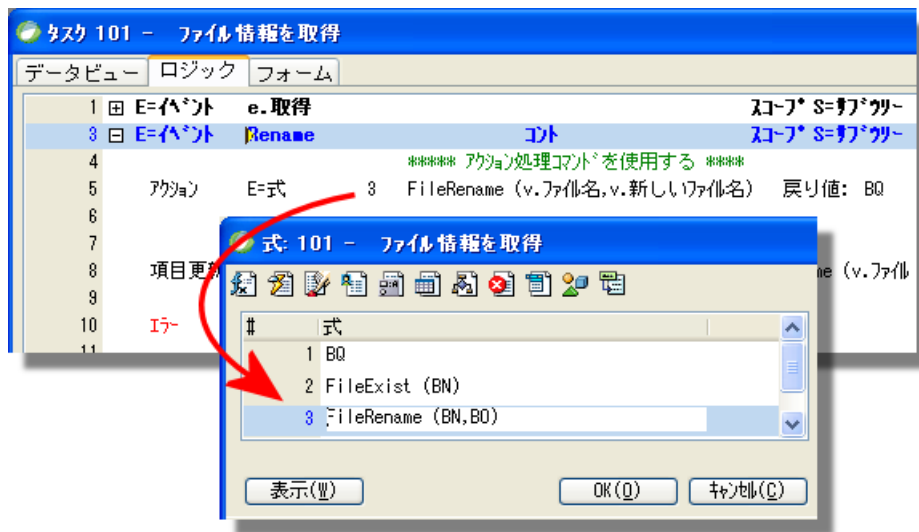 タスク 101 - ファイル情報を取得
データビュー ロジック フォーム
1 E=イベント e.取得 スコープ S=サブツリー
3 E=イベント Rename コント スコープ S=サブツリー
4 ***** アクション処理コマンドを使用する ****
5 アクション E=式 3 FileRename (v.ファイル名,v.新しいファイル名) 戻り値: BQ
6
7
8 項目更新 (v.ファイル
9
10 エラー
11
式: 101 - ファイル情報を取得
# 式
1 BQ
2 FileExist (BN)
3 FileRename (BN,BO)
表示(W) OK(O) キャンセル(C)